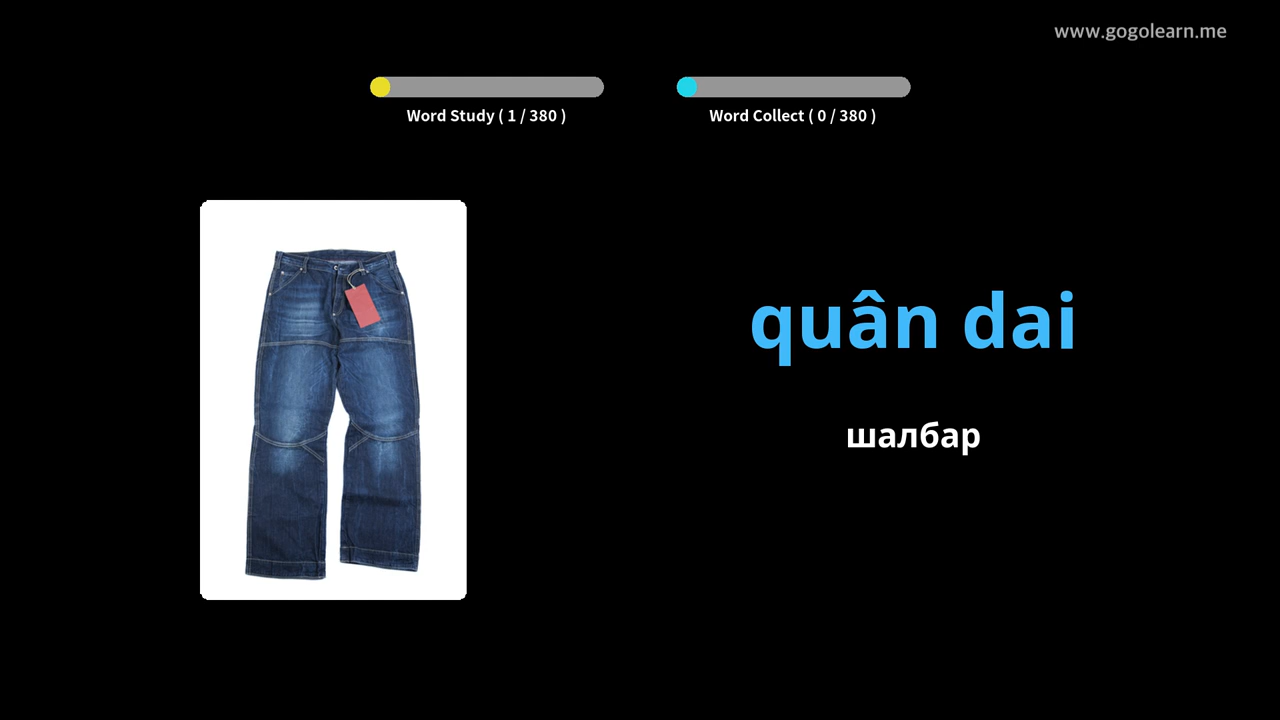 www.gogolearn.me
Word Study ( 1 / 380 )
Word Collect ( 0 / 380 )
quân dai
шалбар